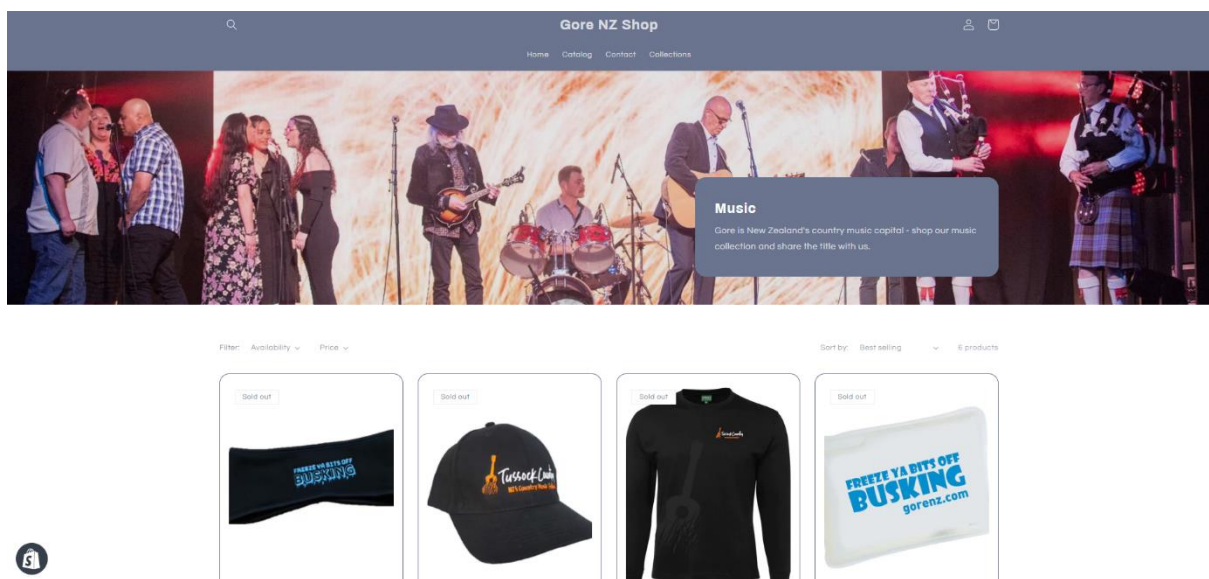 Gore NZ Shop
Home Catalog Contact Collections
Music
Gore is New Zealand's country music capital - shop our music
collection and share the title with us.
Filter: Availability Price
Sort by: Best selling 6 products
Sold out
Sold out
Sold out
Sold out
FREEZE YA BITS OFF
BUSKING
Tussock Country
Tussock Country
FREEZE YA BITS OFF
BUSKING
gorenz.com